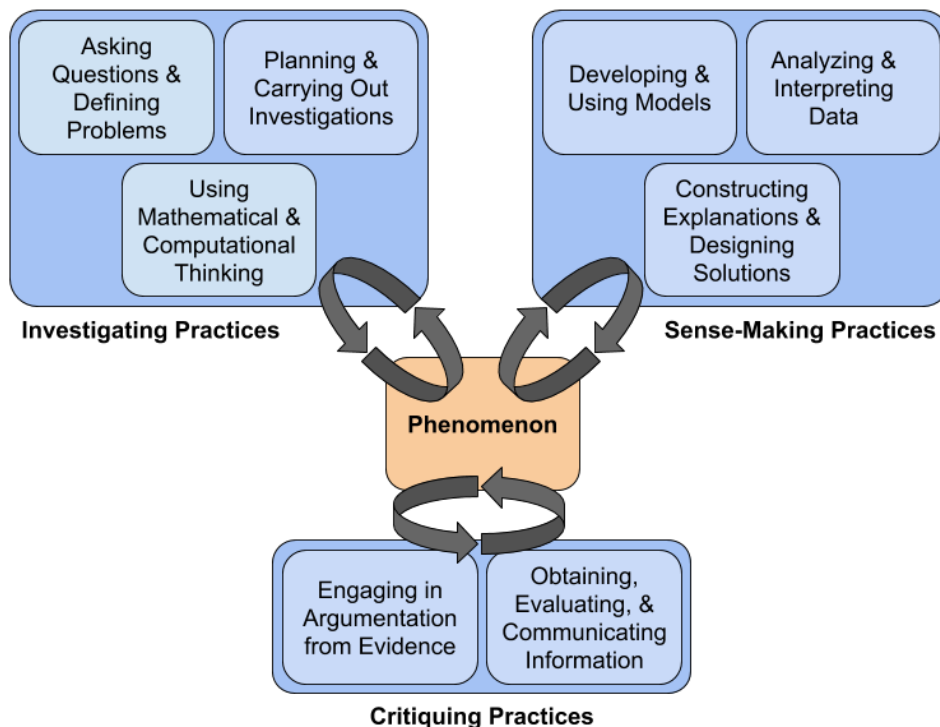 Asking
Questions &
Defining
Problems
Planning &
Carrying Out
Investigations
Using
Mathematical &
Computational
Thinking
Investigating Practices
Developing &
Using Models
Analyzing &
Interpreting
Data
Constructing
Explanations &
Designing
Solutions
Sense-Making Practices
Phenomenon
Engaging in
Argumentation
from Evidence
Obtaining,
Evaluating, &
Communicating
Information
Critiquing Practices